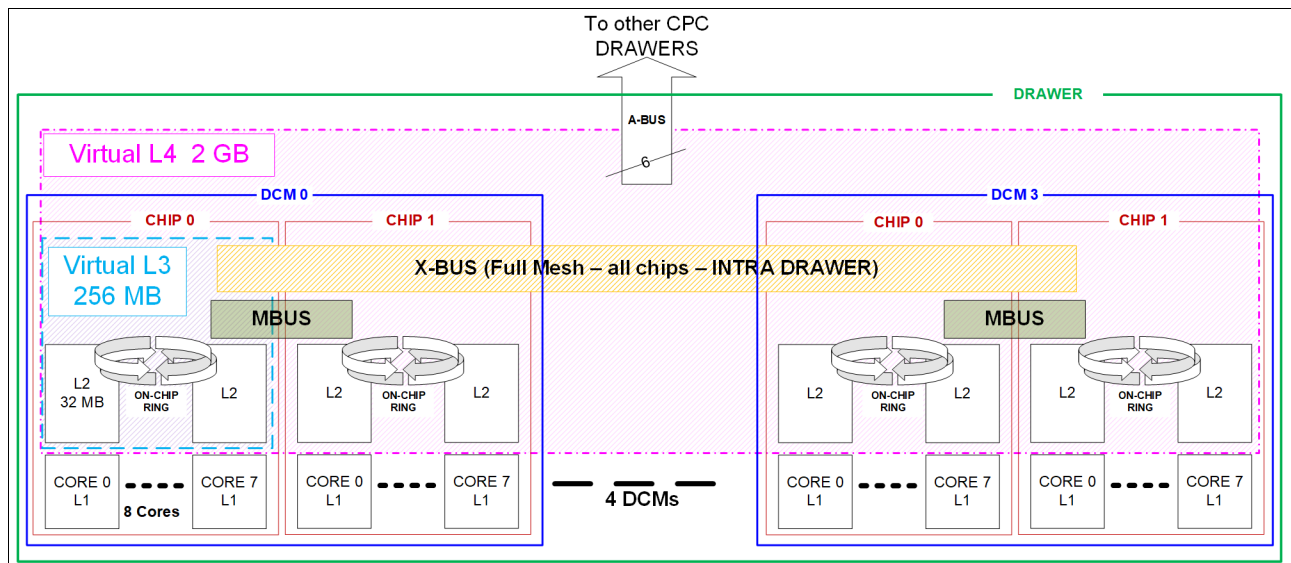 To other CPC
DRAWERS
DRAWER
A-BUS
6
Virtual L4 2 GB
DCM 0
DCM 3
CHIP 0
CHIP 1
CHIP 0
CHIP 1
Virtual L3
256 MB
X-BUS (Full Mesh – all chips – INTRA DRAWER)
MBUS
MBUS
L2
32 MB
ON-CHIP
RING
L2
L2
ON-CHIP
RING
L2
L2
ON-CHIP
RING
L2
L2
ON-CHIP
RING
L2
CORE 0
L1
8 Cores
CORE 7
L1
CORE 0
L1
CORE 7
L1
4 DCMs
CORE 0
L1
CORE 7
L1
CORE 0
L1
CORE 7
L1